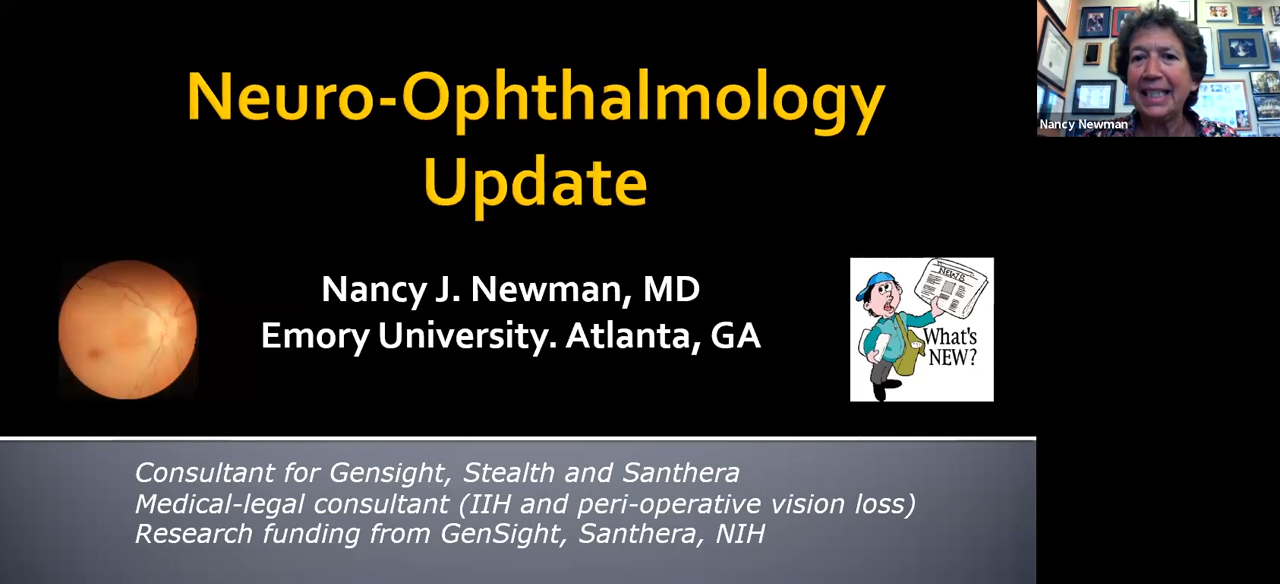 Neuro-Ophthalmology
Update
Nancy J. Newman, MD
Emory University. Atlanta, GA
NEWS
What's
NEW?
Consultant for Gensight, Stealth and Santhera
Medical-legal consultant (IIH and peri-operative vision loss)
Research funding from GenSight, Santhera, NIH
Nancy Newman